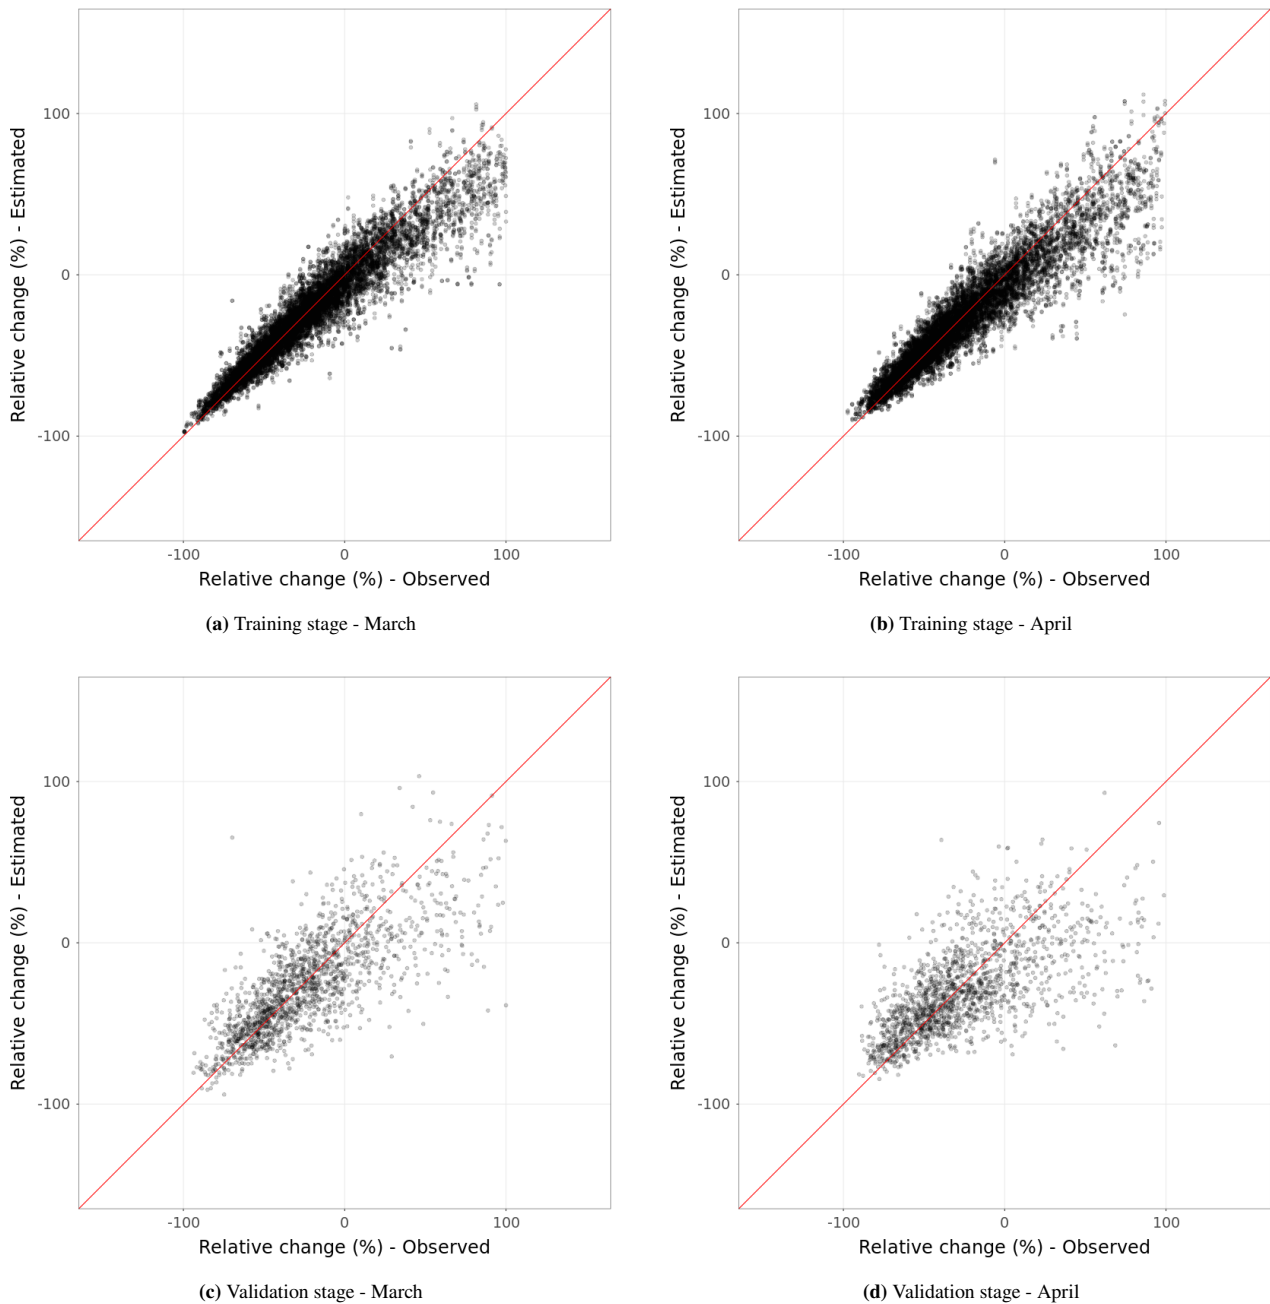 100
0
-100
Relative change (%) - Estimated
-100 0 100
Relative change (%) - Observed
(a) Training stage - March
100
0
-100
Relative change (%) - Estimated
-100 0 100
Relative change (%) - Observed
(b) Training stage - April
100
0
-100
Relative change (%) - Estimated
-100 0 100
Relative change (%) - Observed
(c) Validation stage - March
100
0
-100
Relative change (%) - Estimated
-100 0 100
Relative change (%) - Observed
(d) Validation stage - April